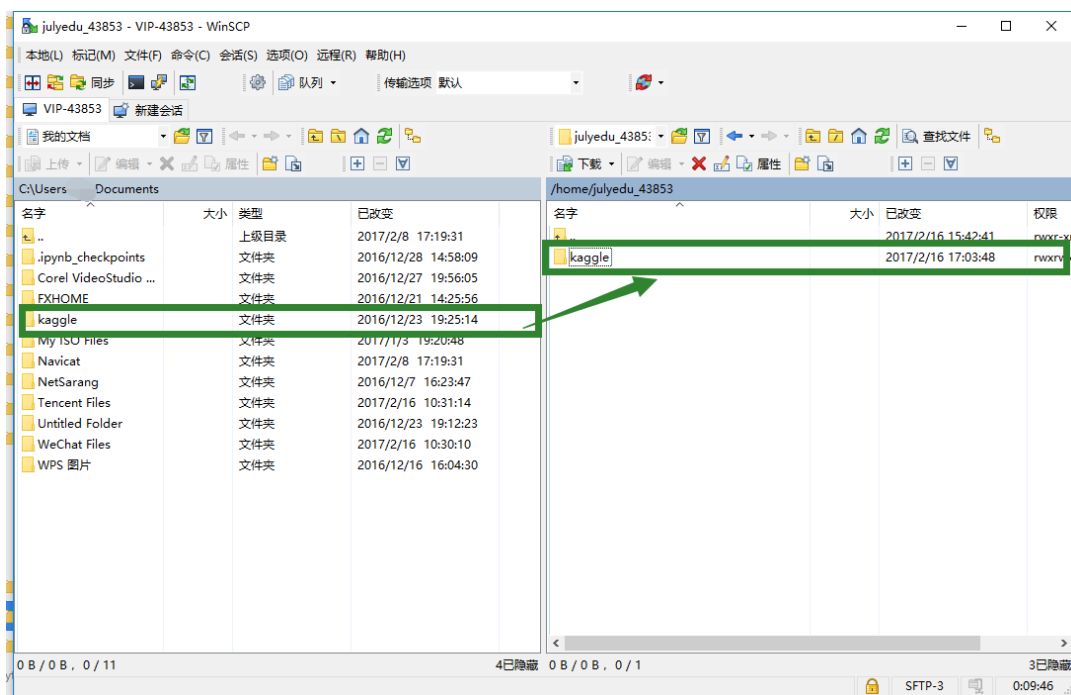 julyedu_43853 - VIP-43853 - WinSCP
本地(L) 标记(M) 文件(F) 命令(C) 会话(S) 选项(O) 远程(R) 帮助(H)
同步 队列 传输选项 默认
VIP-43853 新建会话
我的文档 julyedu_4385 查找文件
上传 编辑 属性 下载 编辑 属性
C:\Users Documents /home/julyedu_43853
名字 大小 类型 已改变 名字 大小 已改变 权限
.. 上级目录 2017/2/8 17:19:31 .. 2017/2/16 15:42:41 rwxr-x
.ipynb_checkpoints 文件夹 2016/12/28 14:58:09 kaggle 2017/2/16 17:03:48 rwxrw
Corel VideoStudio ... 文件夹 2016/12/27 19:56:05
FXHOME 文件夹 2016/12/21 14:25:56
kaggle 文件夹 2016/12/23 19:25:14
My ISO Files 文件夹 2017/1/3 19:20:48
Navicat 文件夹 2017/2/8 17:19:31
NetSarang 文件夹 2016/12/7 16:23:47
Tencent Files 文件夹 2017/2/16 10:31:14
Untitled Folder 文件夹 2016/12/23 19:12:23
WeChat Files 文件夹 2017/2/16 10:30:10
WPS 图片 文件夹 2016/12/16 16:04:30
0 B / 0 B, 0 / 11 4已隐藏 0 B / 0 B, 0 / 1 3已隐藏
SFTP-3 0:09:46